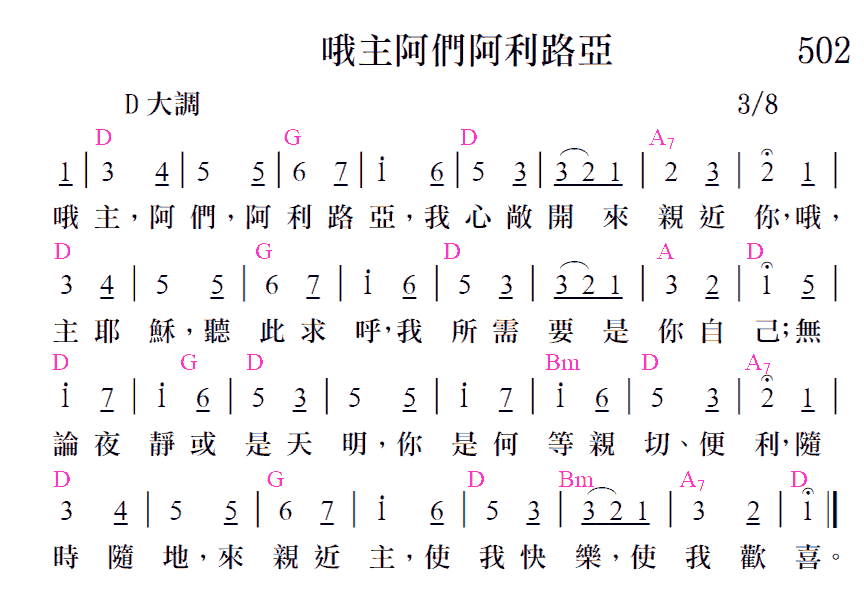 哦主阿們阿利路亞 502
D 大調 3/8
D G D A7
1 | 3 4 | 5 5 | 6 7 | i 6 | 5 3 | 3 2 1 | 2 3 | 2 1 |
哦主，阿們，阿利路亞，我心敞開來親近你，哦，
D G D A D
3 4 | 5 5 | 6 7 | i 6 | 5 3 | 3 2 1 | 3 2 | 1 5 |
主耶穌，聽此求呼，我所需要是你自己；無
D G D Bm D A7
i 7 | i 6 | 5 3 | 5 5 | i 7 | i 6 | 5 3 | 2 1 |
論夜靜或是天明，你是何等親切、便利，隨
D G D Bm A7 D
3 4 | 5 5 | 6 7 | i 6 | 5 3 | 3 2 1 | 3 2 | 1 ||
時隨地，來親近主，使我快樂，使我歡喜。